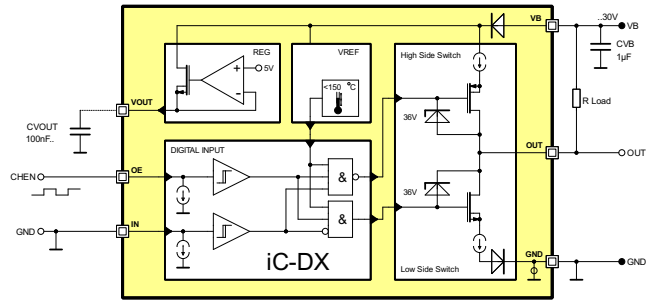 VB
..30V
VB
REG
VREF
High Side Switch
CVB
1µF
5V
+
-
<150 °C
VOUT
CVOUT
100nF..
36V
R Load
DIGITAL INPUT
OE
CHEN
&
OUT
OUT
36V
&
IN
GND
iC-DX
GND
GND
Low Side Switch